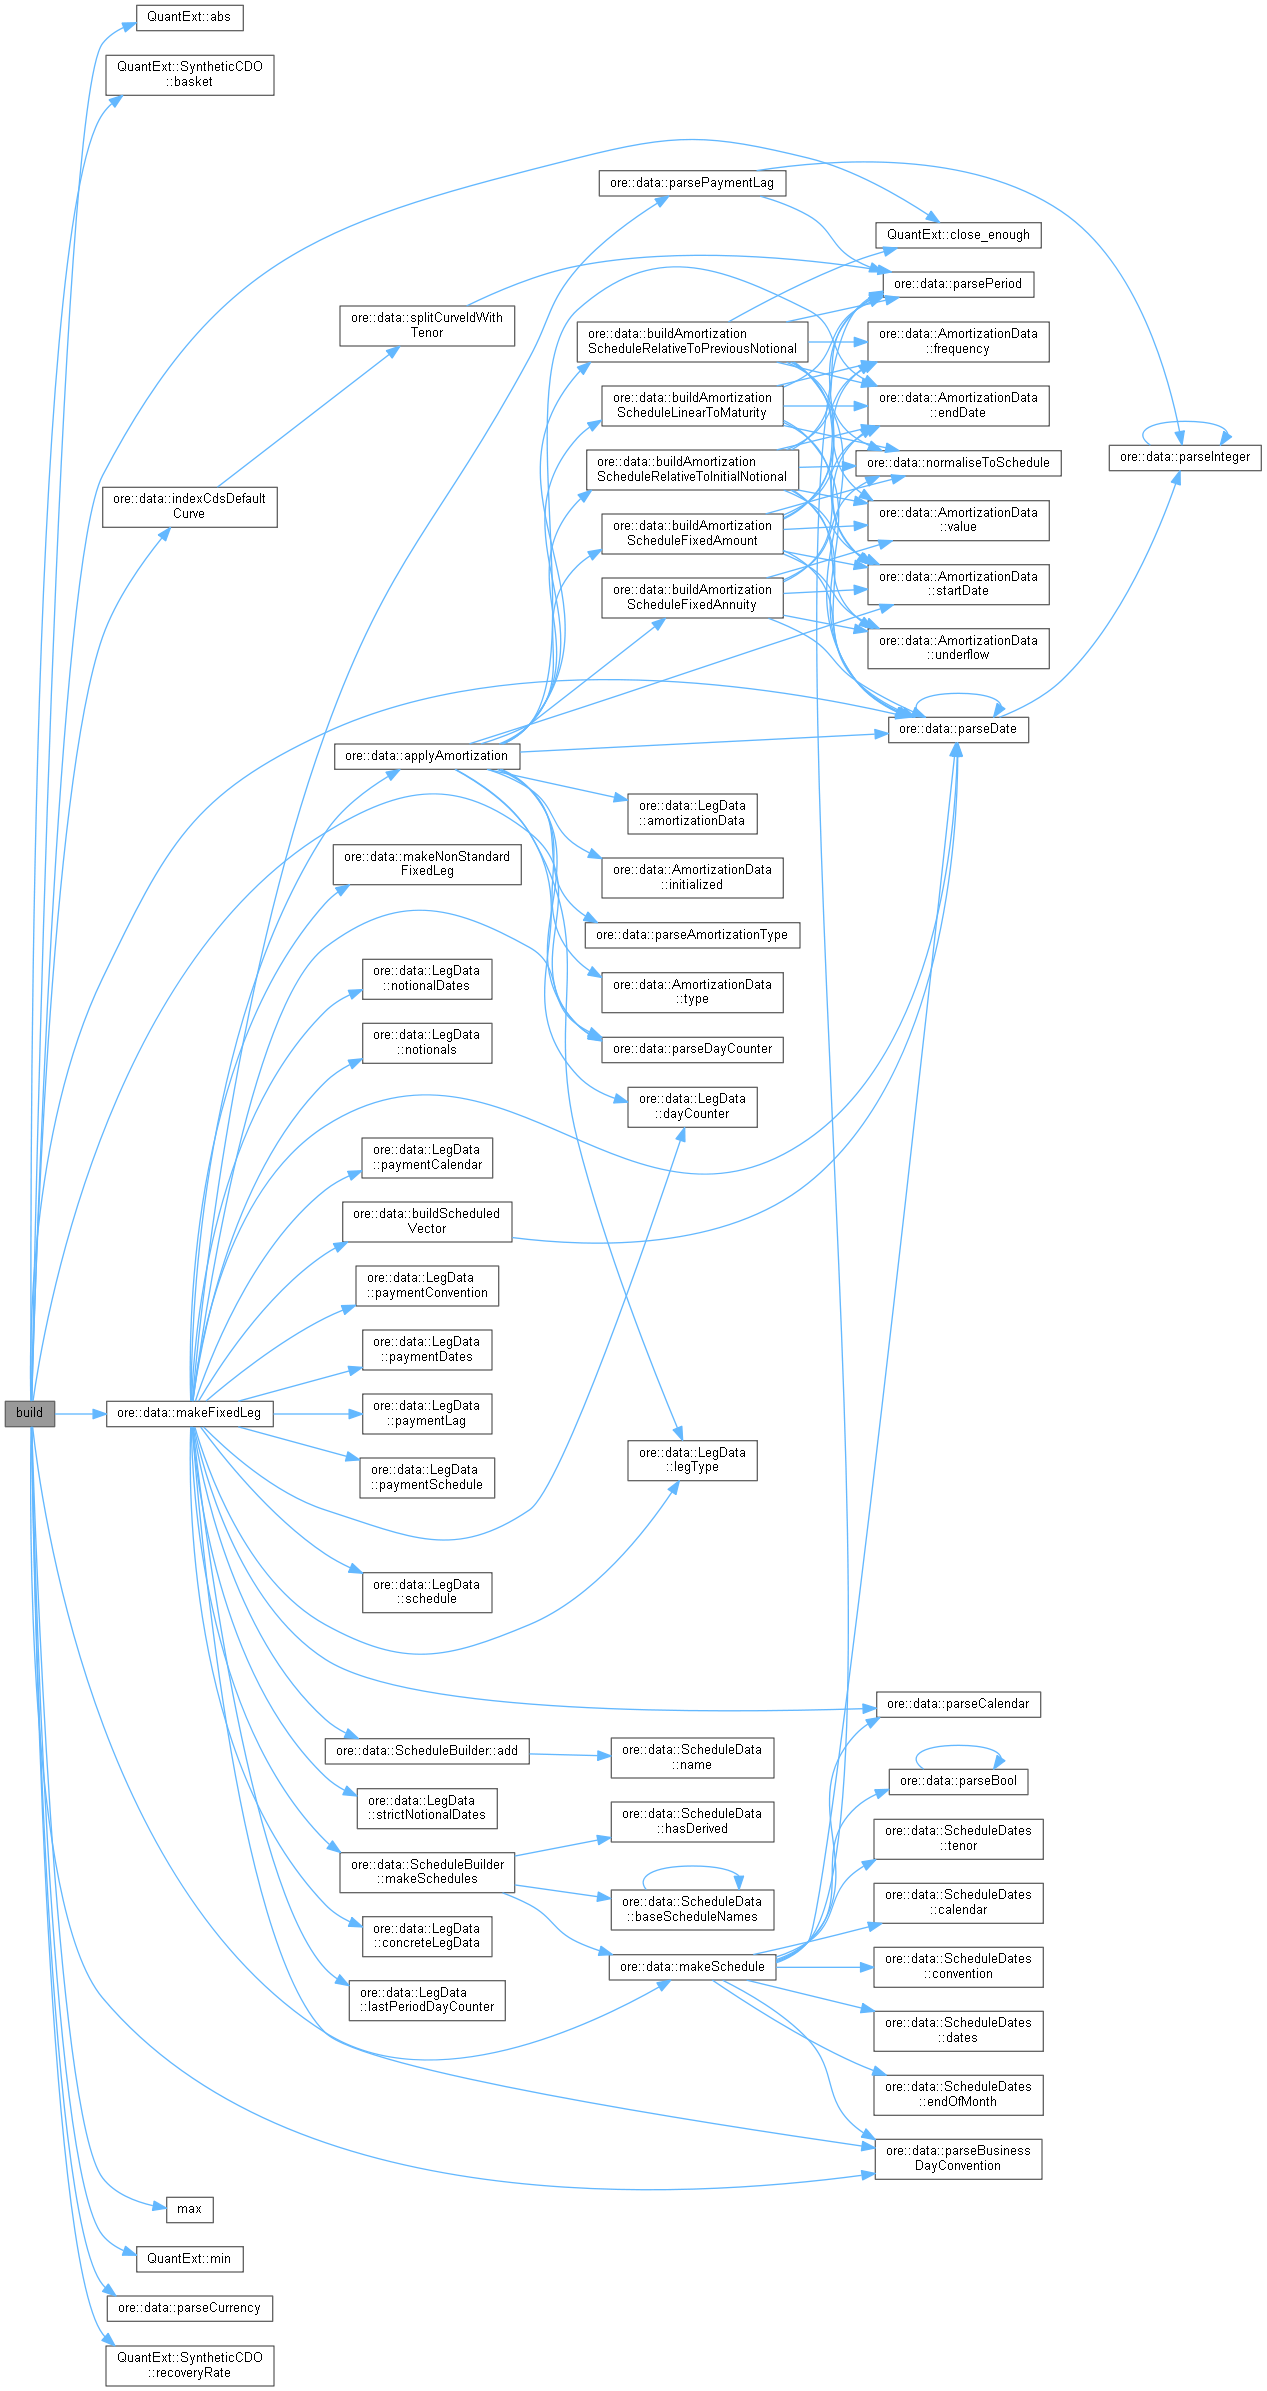 QuantExt::abs
QuantExt::SyntheticCDO
::basket
ore::data::parsePaymentLag
QuantExt::close_enough
ore::data::parsePeriod
ore::data::splitCurveIdWith
Tenor
ore::data::buildAmortization
ScheduleRelativeToPreviousNotional
ore::data::AmortizationData
::frequency
ore::data::buildAmortization
ScheduleLinearToMaturity
ore::data::AmortizationData
::endDate
ore::data::parseInteger
ore::data::buildAmortization
ScheduleRelativeToInitialNotional
ore::data::normaliseToSchedule
ore::data::indexCdsDefault
Curve
ore::data::buildAmortization
ScheduleFixedAmount
ore::data::AmortizationData
::value
ore::data::buildAmortization
ScheduleFixedAnnuity
ore::data::AmortizationData
::startDate
ore::data::AmortizationData
::underflow
ore::data::parseDate
ore::data::applyAmortization
ore::data::LegData
::amortizationData
ore::data::makeNonStandard
FixedLeg
ore::data::AmortizationData
::initialized
ore::data::parseAmortizationType
ore::data::LegData
::notionalDates
ore::data::AmortizationData
::type
ore::data::LegData
::notionals
ore::data::parseDayCounter
ore::data::LegData
::dayCounter
ore::data::LegData
::paymentCalendar
ore::data::buildScheduled
Vector
ore::data::LegData
::paymentConvention
ore::data::LegData
::paymentDates
build
ore::data::makeFixedLeg
ore::data::LegData
::paymentLag
ore::data::LegData
::legType
ore::data::LegData
::paymentSchedule
ore::data::LegData
::schedule
ore::data::parseCalendar
ore::data::ScheduleBuilder::add
ore::data::ScheduleData
::name
ore::data::parseBool
ore::data::LegData
::strictNotionalDates
ore::data::ScheduleData
::hasDerived
ore::data::ScheduleDates
::tenor
ore::data::ScheduleBuilder
::makeSchedules
ore::data::ScheduleData
::baseScheduleNames
ore::data::ScheduleDates
::calendar
ore::data::LegData
::concreteLegData
ore::data::makeSchedule
ore::data::ScheduleDates
::convention
ore::data::LegData
::lastPeriodDayCounter
ore::data::ScheduleDates
::dates
ore::data::ScheduleDates
::endOfMonth
ore::data::parseBusiness
DayConvention
max
QuantExt::min
ore::data::parseCurrency
QuantExt::SyntheticCDO
::recoveryRate